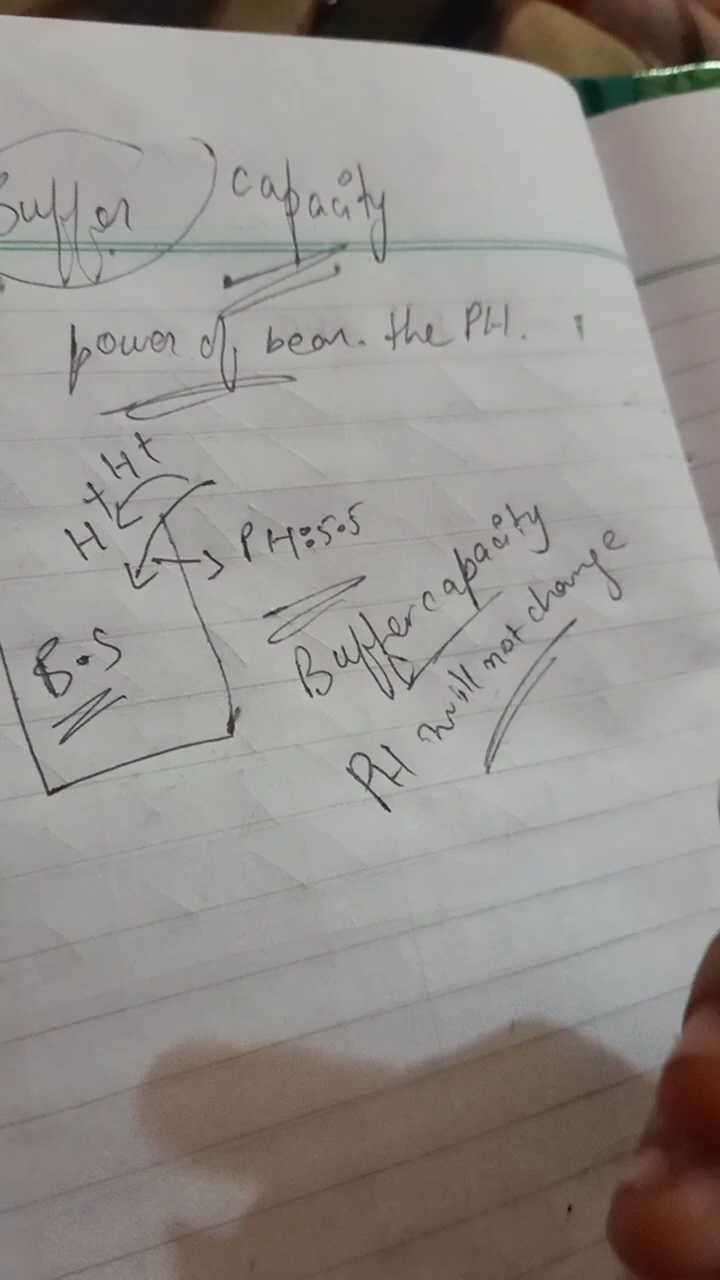 Buffer capacity
power of bear. the PH.
H+
H+
PH:5.5
B.S
Buffer capacity
PH will not change